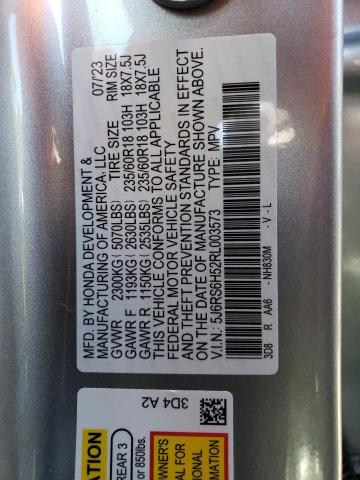 MFD. BY HONDA DEVELOPMENT & 07/'23
MANUFACTURING OF AMERICA, LLC
TIRE SIZE RIM SIZE
GVWR 2300KG ( 5070LBS)
GAWR F 1193KG ( 2630LBS) 235/60R18 103H 18X7.5J
GAWR R 1150KG ( 2535LBS) 235/60R18 103H 18X7.5J
THIS VEHICLE CONFORMS TO ALL APPLICABLE
FEDERAL MOTOR VEHICLE SAFETY
AND THEFT PREVENTION STANDARDS IN EFFECT
ON THE DATE OF MANUFACTURE SHOWN ABOVE.
V.I.N.: 5J6RS6H52RL003573 TYPE: MPV
3D8 R AA6 - NH830M - V - L
3D4 A2
REAR 3
or 850lbs.
OWNER'S